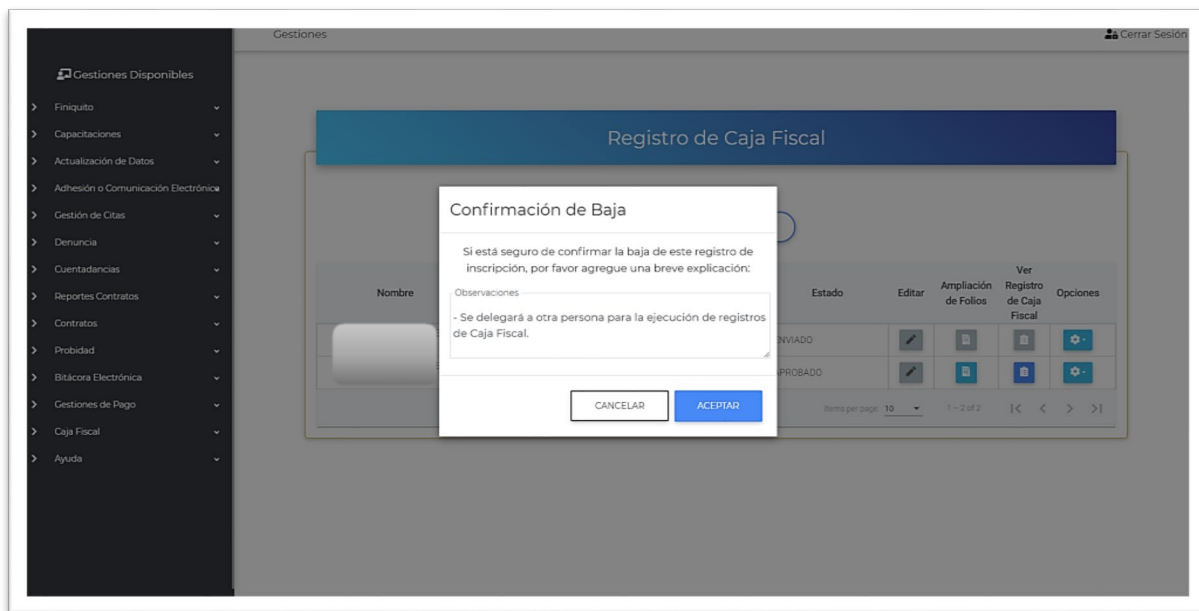 Gestiones
Cerrar Sesión
Gestiones Disponibles
Finiquito
Capacitaciones
Actualización de Datos
Adhesión o Comunicación Electrónica
Gestión de Citas
Denuncia
Cuentadancias
Reportes Contratos
Contratos
Probidad
Bitácora Electrónica
Gestiones de Pago
Caja Fiscal
Ayuda
Registro de Caja Fiscal
Confirmación de Baja
Si está seguro de confirmar la baja de este registro de
inscripción, por favor agregue una breve explicación:
Observaciones
- Se delegará a otra persona para la ejecución de registros
de Caja Fiscal.
CANCELAR ACEPTAR
Nombre Estado Editar Ampliación de Folios Ver Registro de Caja Fiscal Opciones
NVIADO
PROBADO
Items per page: 10 1 – 2 of 2